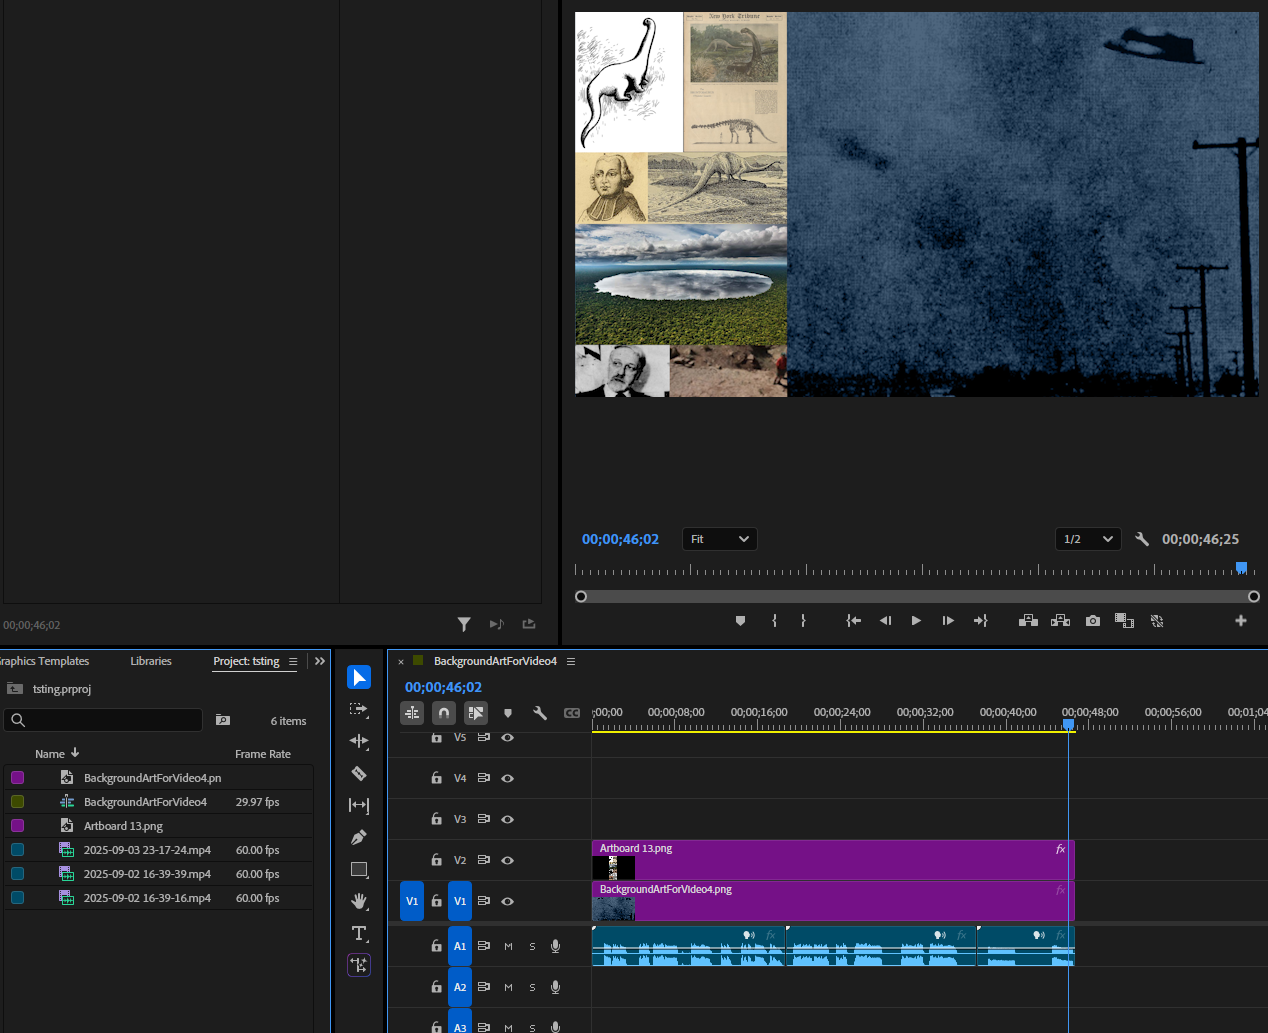 New York Tribune
00;00;46;02
Fit
1/2
00;00;46;25
00;00;46;02
raphics Templates
Libraries
Project: tsting
tsting.prproj
6 items
Name
Frame Rate
BackgroundArtForVideo4.pn
BackgroundArtForVideo4
29.97 fps
Artboard 13.png
2025-09-03 23-17-24.mp4
60.00 fps
2025-09-02 16-39-39.mp4
60.00 fps
2025-09-02 16-39-16.mp4
60.00 fps
× BackgroundArtForVideo4
00;00;46;02
CC
;00;00
00;00;08;00
00;00;16;00
00;00;24;00
00;00;32;00
00;00;40;00
00;00;48;00
00;00;56;00
00;01;04
V5
V4
V3
V2
Artboard 13.png
fx
V1
V1
BackgroundArtForVideo4.png
fx
A1
M
S
fx
fx
fx
A2
M
S
A3
M
S
T